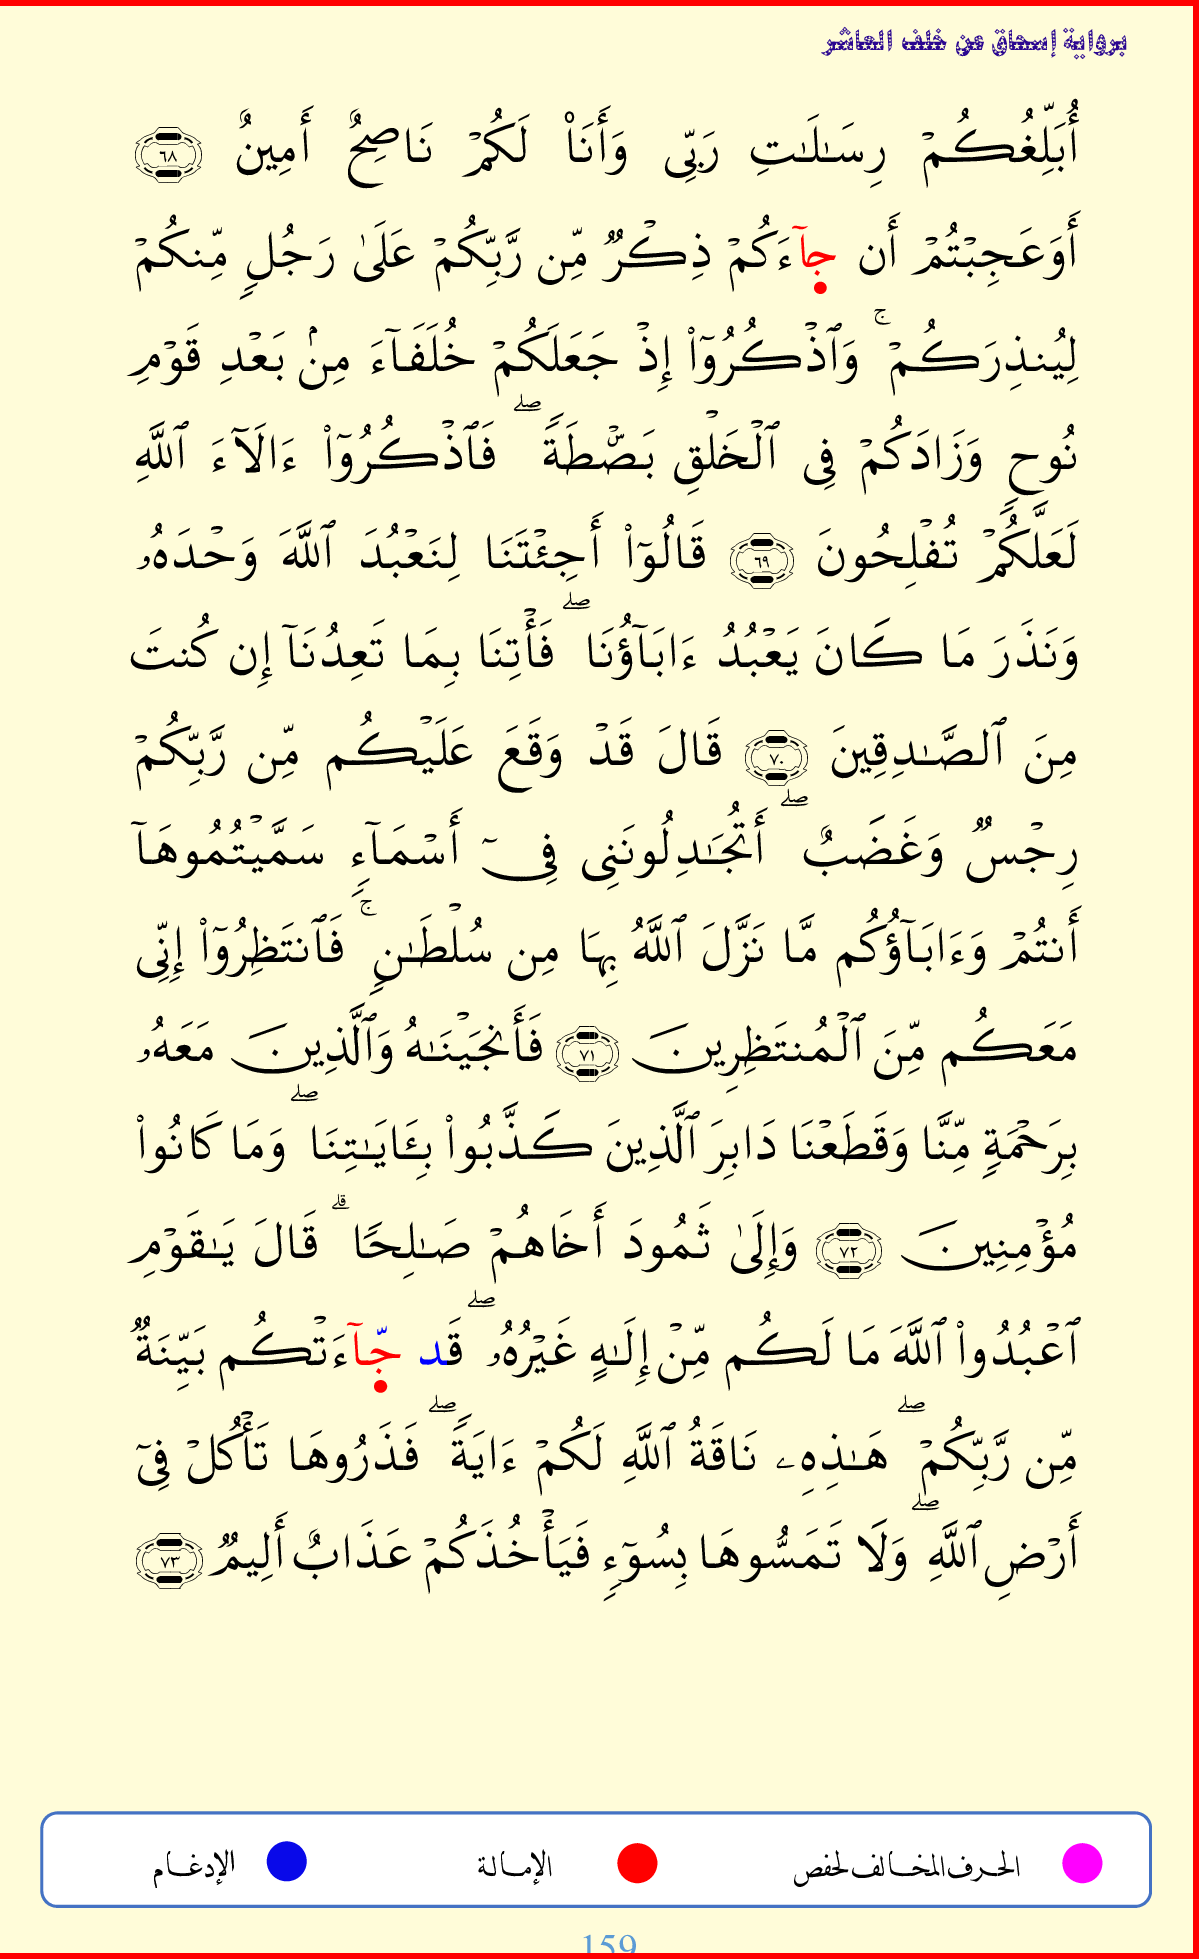 برواية إسحاق عن خلف العاشر
أُبَلِّغُكُمۡ رِسَٰلَٰتِ رَبِّي وَأَنَا۠ لَكُمۡ نَاصِحٌ أَمِينٌ ٦٨
أَوَعَجِبۡتُمۡ أَن جَآءَكُمۡ ذِكۡرٞ مِّن رَّبِّكُمۡ عَلَىٰ رَجُلٖ مِّنكُمۡ
لِيُنذِرَكُمۡۚ وَٱذۡكُرُوٓاْ إِذۡ جَعَلَكُمۡ خُلَفَآءَ مِنۢ بَعۡدِ قَوۡمِ
نُوحٖ وَزَادَكُمۡ فِي ٱلۡخَلۡقِ بَصۜۡطَةٗۖ فَٱذۡكُرُوٓاْ ءَالَآءَ ٱللَّهِ
لَعَلَّكُمۡ تُفۡلِحُونَ ٦٩ قَالُوٓاْ أَجِئۡتَنَا لِنَعۡبُدَ ٱللَّهَ وَحۡدَهُۥ
وَنَذَرَ مَا كَانَ يَعۡبُدُ ءَابَآؤُنَا ۖ فَأۡتِنَا بِمَا تَعِدُنَآ إِن كُنتَ
مِنَ ٱلصَّٰدِقِينَ ٧٠ قَالَ قَدۡ وَقَعَ عَلَيۡكُم مِّن رَّبِّكُمۡ
رِجۡسٞ وَغَضَبٌۖ أَتُجَٰدِلُونَنِي فِيٓ أَسۡمَآءٖ سَمَّيۡتُمُوهَآ
أَنتُمۡ وَءَابَآؤُكُم مَّا نَزَّلَ ٱللَّهُ بِهَا مِن سُلۡطَٰنٖۚ فَٱنتَظِرُوٓاْ إِنِّي
مَعَكُم مِّنَ ٱلۡمُنتَظِرِينَ ٧١ فَأَنجَيۡنَٰهُ وَٱلَّذِينَ مَعَهُۥ
بِرَحۡمَةٖ مِّنَّا وَقَطَعۡنَا دَابِرَ ٱلَّذِينَ كَذَّبُواْ بِـَٔايَٰتِنَاۖ وَمَا كَانُواْ
مُؤۡمِنِينَ ٧٢ وَإِلَىٰ ثَمُودَ أَخَاهُمۡ صَٰلِحٗاۗ قَالَ يَٰقَوۡمِ
ٱعۡبُدُواْ ٱللَّهَ مَا لَكُم مِّنۡ إِلَٰهٍ غَيۡرُهُۥۖ قَد جَّآءَتۡكُم بَيِّنَةٞ
مِّن رَّبِّكُمۡۖ هَٰذِهِۦ نَاقَةُ ٱللَّهِ لَكُمۡ ءَايَةٗۖ فَذَرُوهَا تَأۡكُلۡ فِيٓ
أَرۡضِ ٱللَّهِۖ وَلَا تَمَسُّوهَا بِسُوٓءٖ فَيَأۡخُذَكُمۡ عَذَابٌ أَلِيمٞ ٧٣
الحرف المخالف لحفص الإمالة الإدغام
159